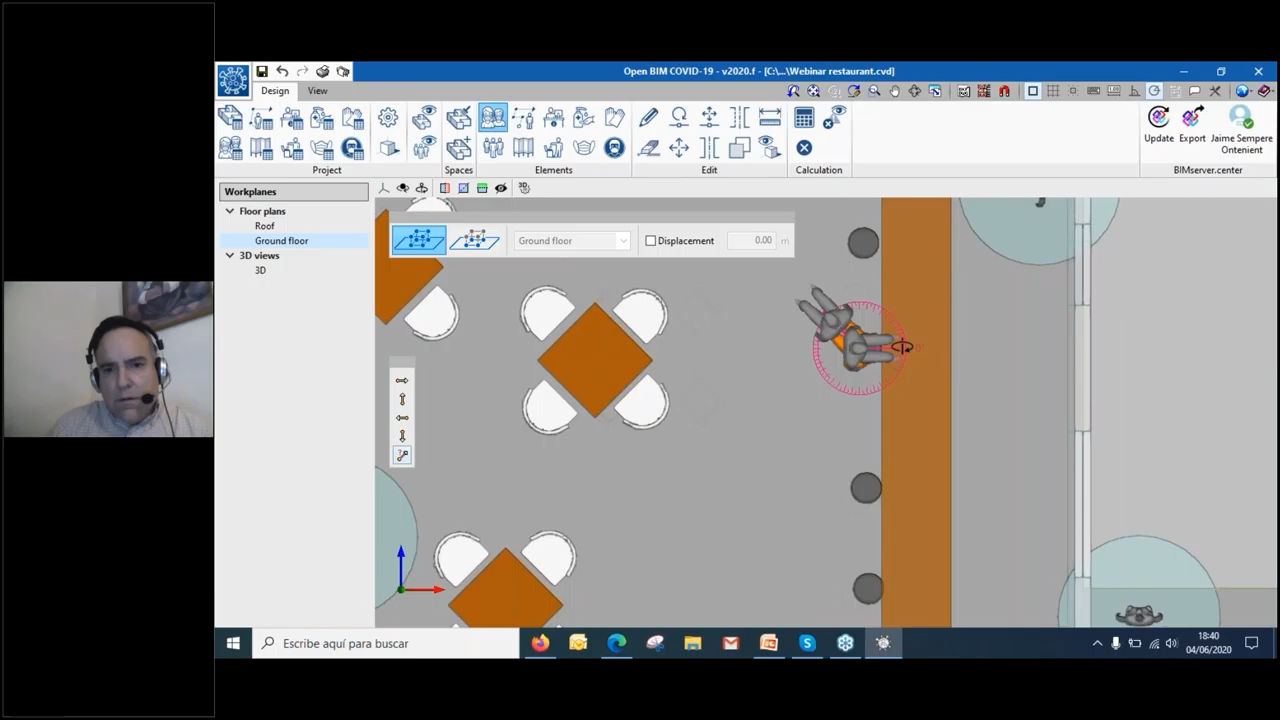 Open BIM COVID-19 - v2020.f - [C:\...\Webinar restaurant.cvd]
Design View
Project Spaces Elements Edit Calculation
Update Export Jaime Sempere Ontenient
BIMserver.center
Workplanes
Floor plans
Roof
Ground floor
3D views
3D
Ground floor Displacement 0.00 m
Escribe aquí para buscar
18:40
04/06/2020